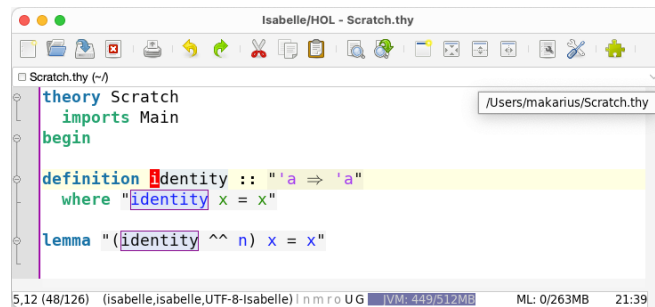 Isabelle/HOL - Scratch.thy
Scratch.thy (~/)
/Users/makarius/Scratch.thy
theory Scratch
imports Main
begin
definition identity :: "'a ⇒ 'a"
where "identity x = x"
lemma "(identity ^^ n) x = x"
5,12 (48/126) (isabelle,isabelle,UTF-8-Isabelle) l n m r o U G JVM: 449/512MB ML: 0/263MB 21:39